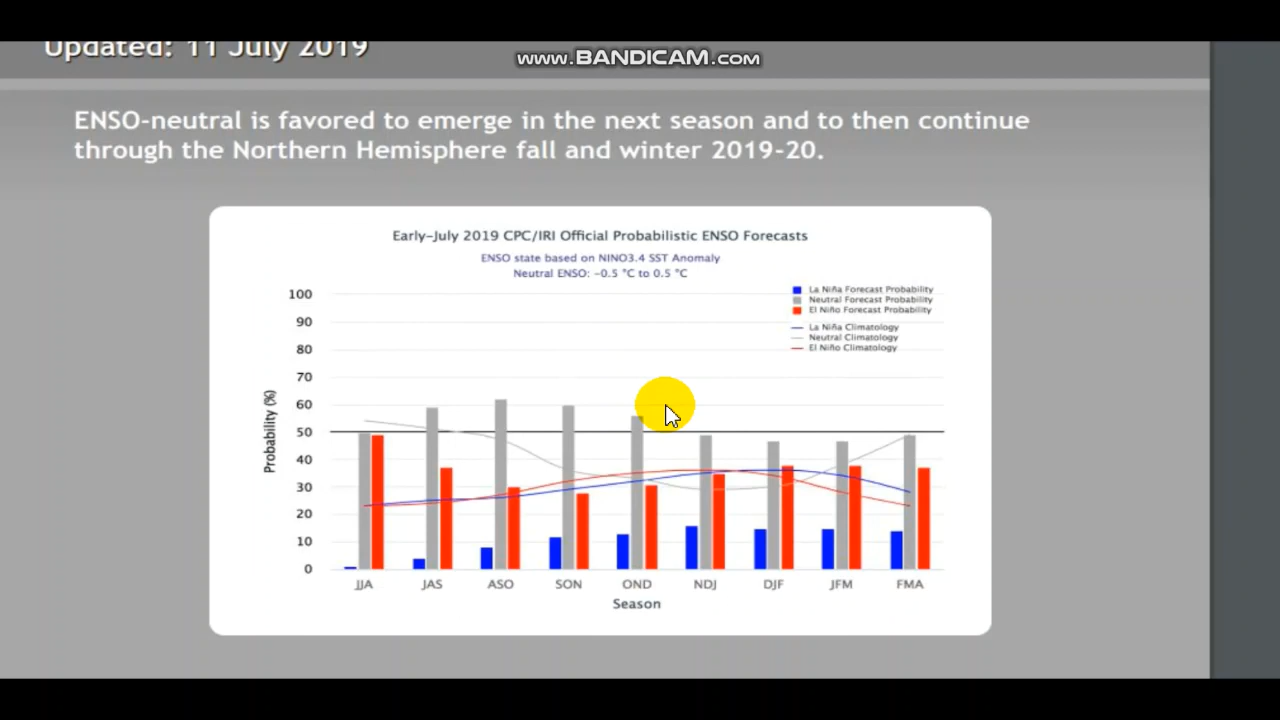 Updated: 11 July 2019
www.BANDICAM.com
ENSO-neutral is favored to emerge in the next season and to then continue
through the Northern Hemisphere fall and winter 2019-20.
Early-July 2019 CPC/IRI Official Probabilistic ENSO Forecasts
ENSO state based on NINO3.4 SST Anomaly
Neutral ENSO: -0.5 °C to 0.5 °C
La Niña Forecast Probability
Neutral Forecast Probability
El Niño Forecast Probability
La Niña Climatology
Neutral Climatology
El Niño Climatology
Probability (%)
100
90
80
70
60
50
40
30
20
10
0
JJA JAS ASO SON OND NDJ DJF JFM FMA
Season